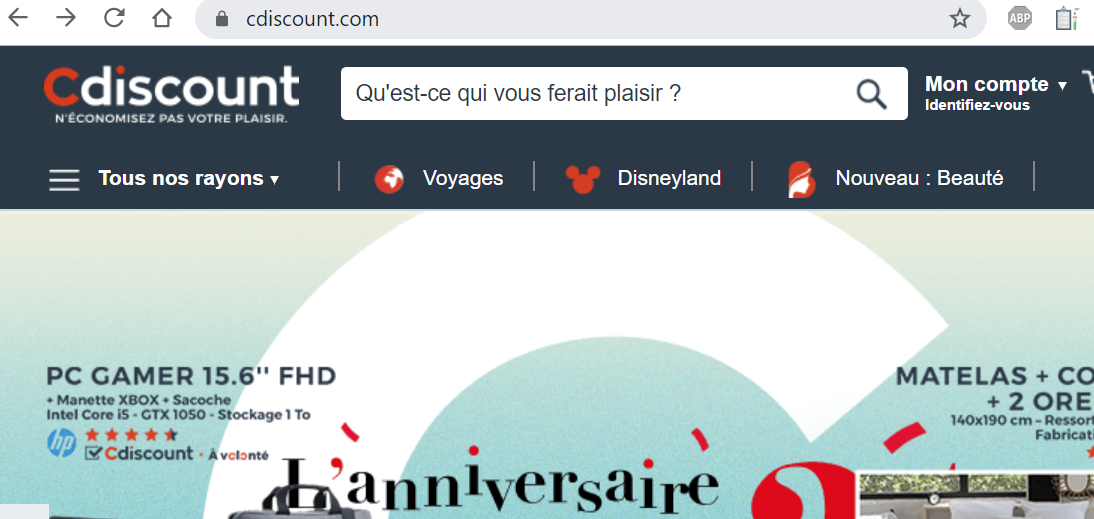 cdiscount.com
ABP
Cdiscount
N'ÉCONOMISEZ PAS VOTRE PLAISIR.
Qu'est-ce qui vous ferait plaisir ?
Mon compte
Identifiez-vous
Tous nos rayons
Voyages
Disneyland
Nouveau : Beauté
PC GAMER 15.6'' FHD
+ Manette XBOX + Sacoche
Intel Core i5 - GTX 1050 - Stockage 1 To
hp
Cdiscount • À volonté
L'anniversaire
MATELAS + CO
+ 2 ORE
140x190 cm – Ressort
Fabricati